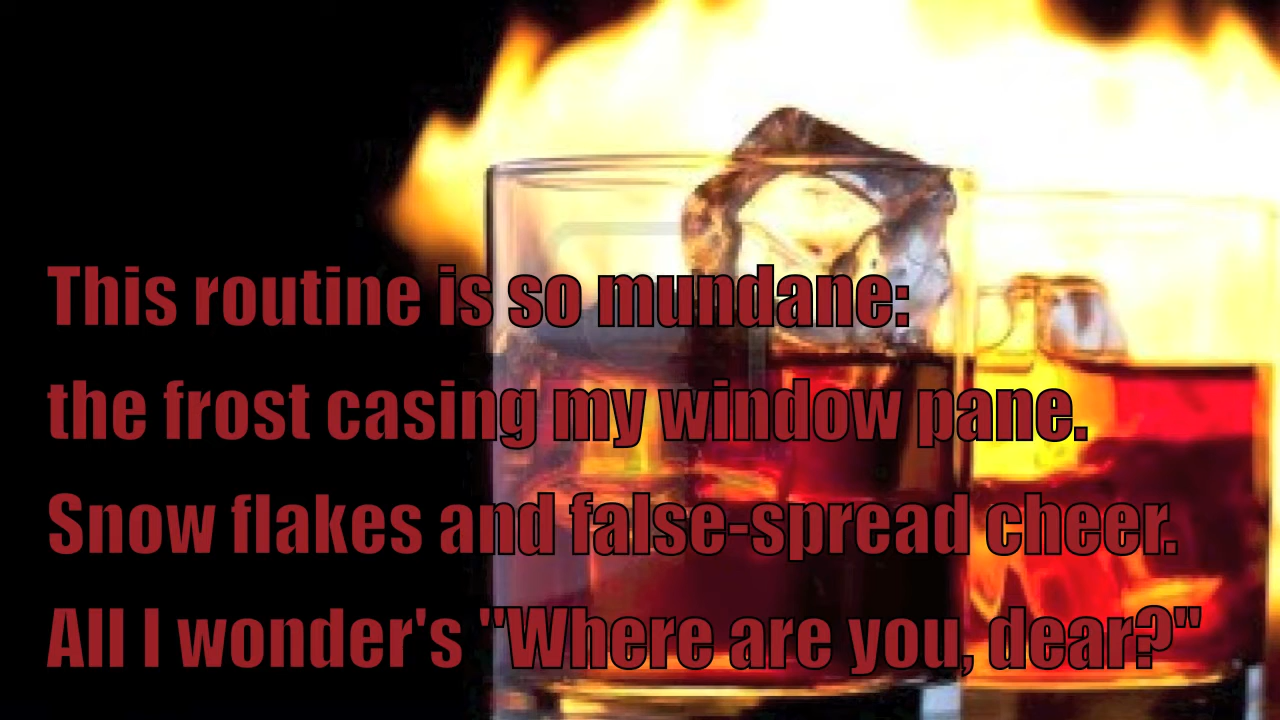 This routine is so mundane:
the frost casing my window pane.
Snow flakes and false-spread cheer.
All I wonder's "Where are you, dear?"